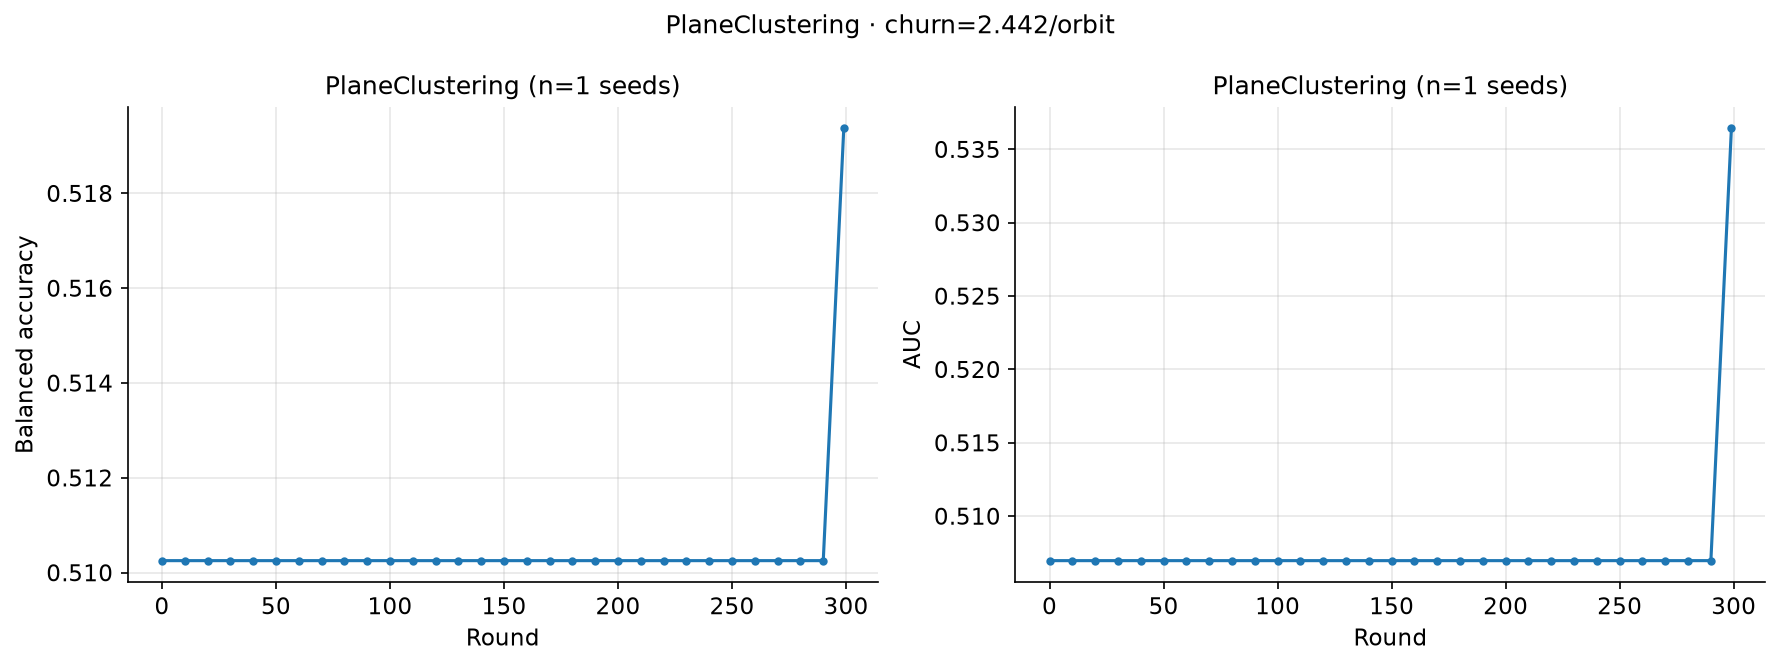 PlaneClustering · churn=2.442/orbit
PlaneClustering (n=1 seeds)
Balanced accuracy
0.518
0.516
0.514
0.512
0.510
0 50 100 150 200 250 300
Round
PlaneClustering (n=1 seeds)
AUC
0.535
0.530
0.525
0.520
0.515
0.510
0 50 100 150 200 250 300
Round